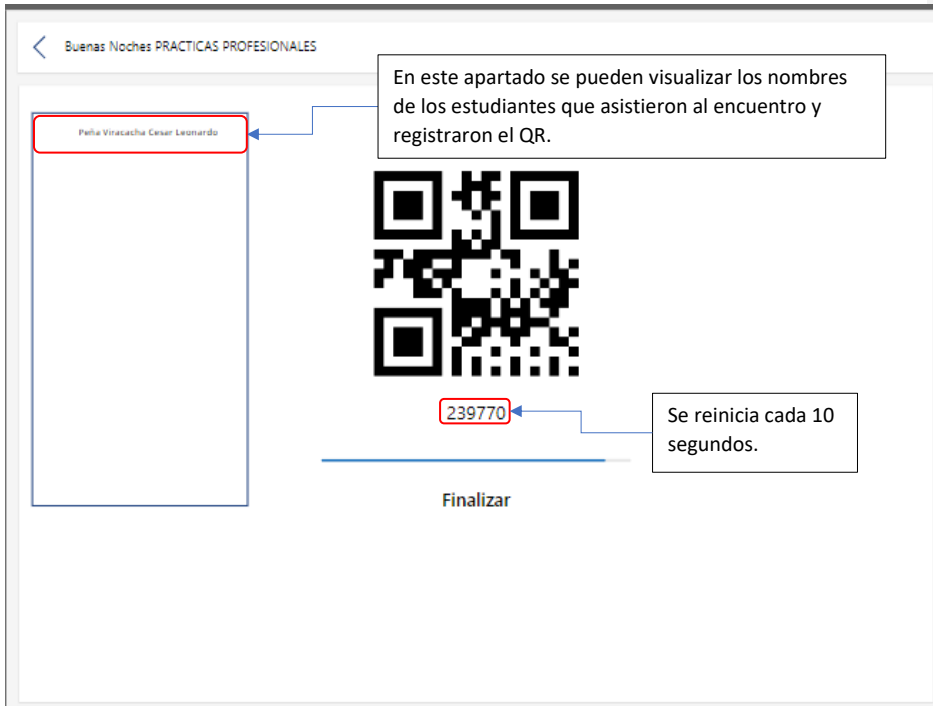 Buenas Noches PRACTICAS PROFESIONALES
En este apartado se pueden visualizar los nombres
de los estudiantes que asistieron al encuentro y
registraron el QR.
Peña Viracacha Cesar Leonardo
239770
Se reinicia cada 10
segundos.
Finalizar